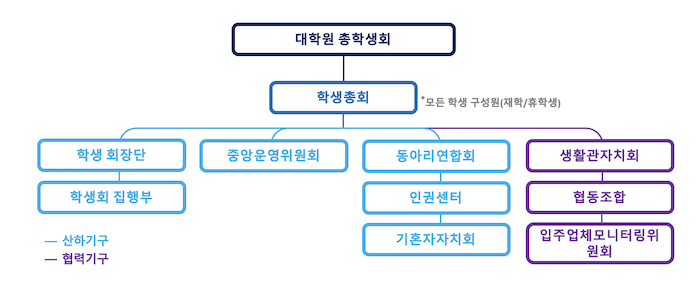 대학원 총학생회
학생총회
*모든 학생 구성원(재학/휴학생)
학생 회장단
중앙운영위원회
동아리연합회
생활관자치회
학생회 집행부
인권센터
협동조합
기혼자자치회
입주업체모니터링위
원회
산하기구
협력기구